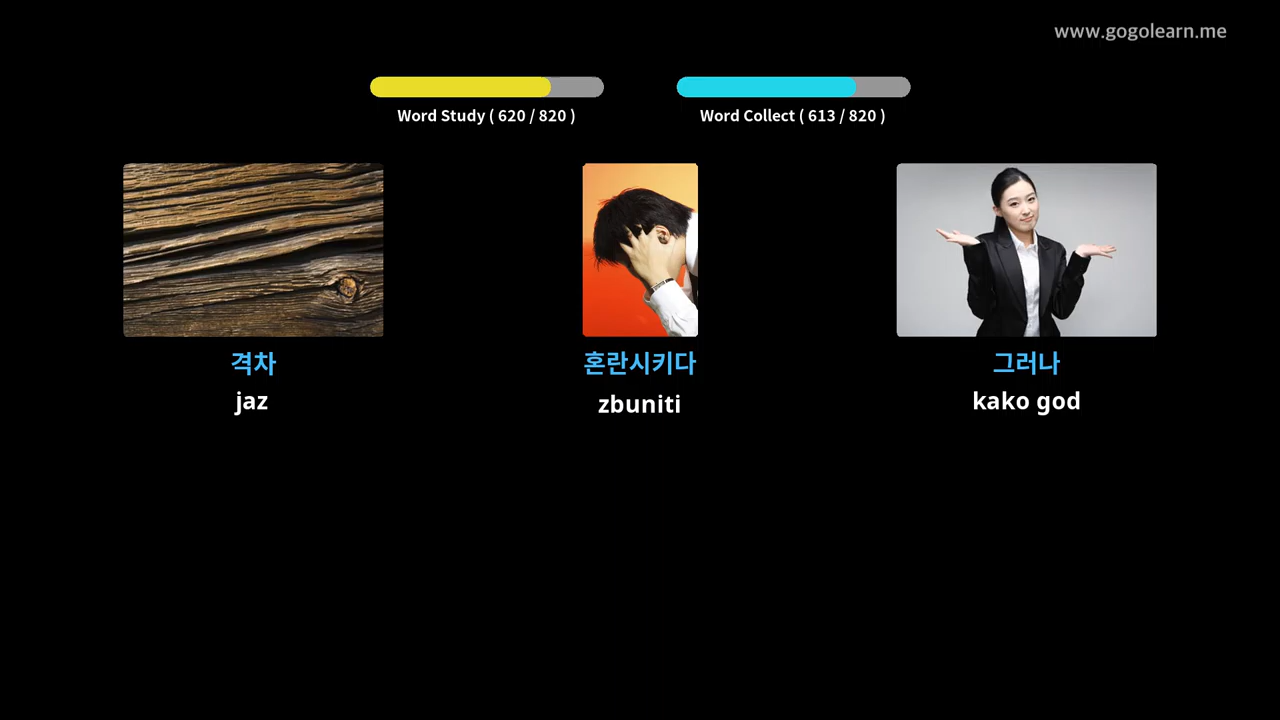 www.gogolearn.me
Word Study ( 620 / 820 )
Word Collect ( 613 / 820 )
격차
jaz
혼란시키다
zbuniti
그러나
kako god